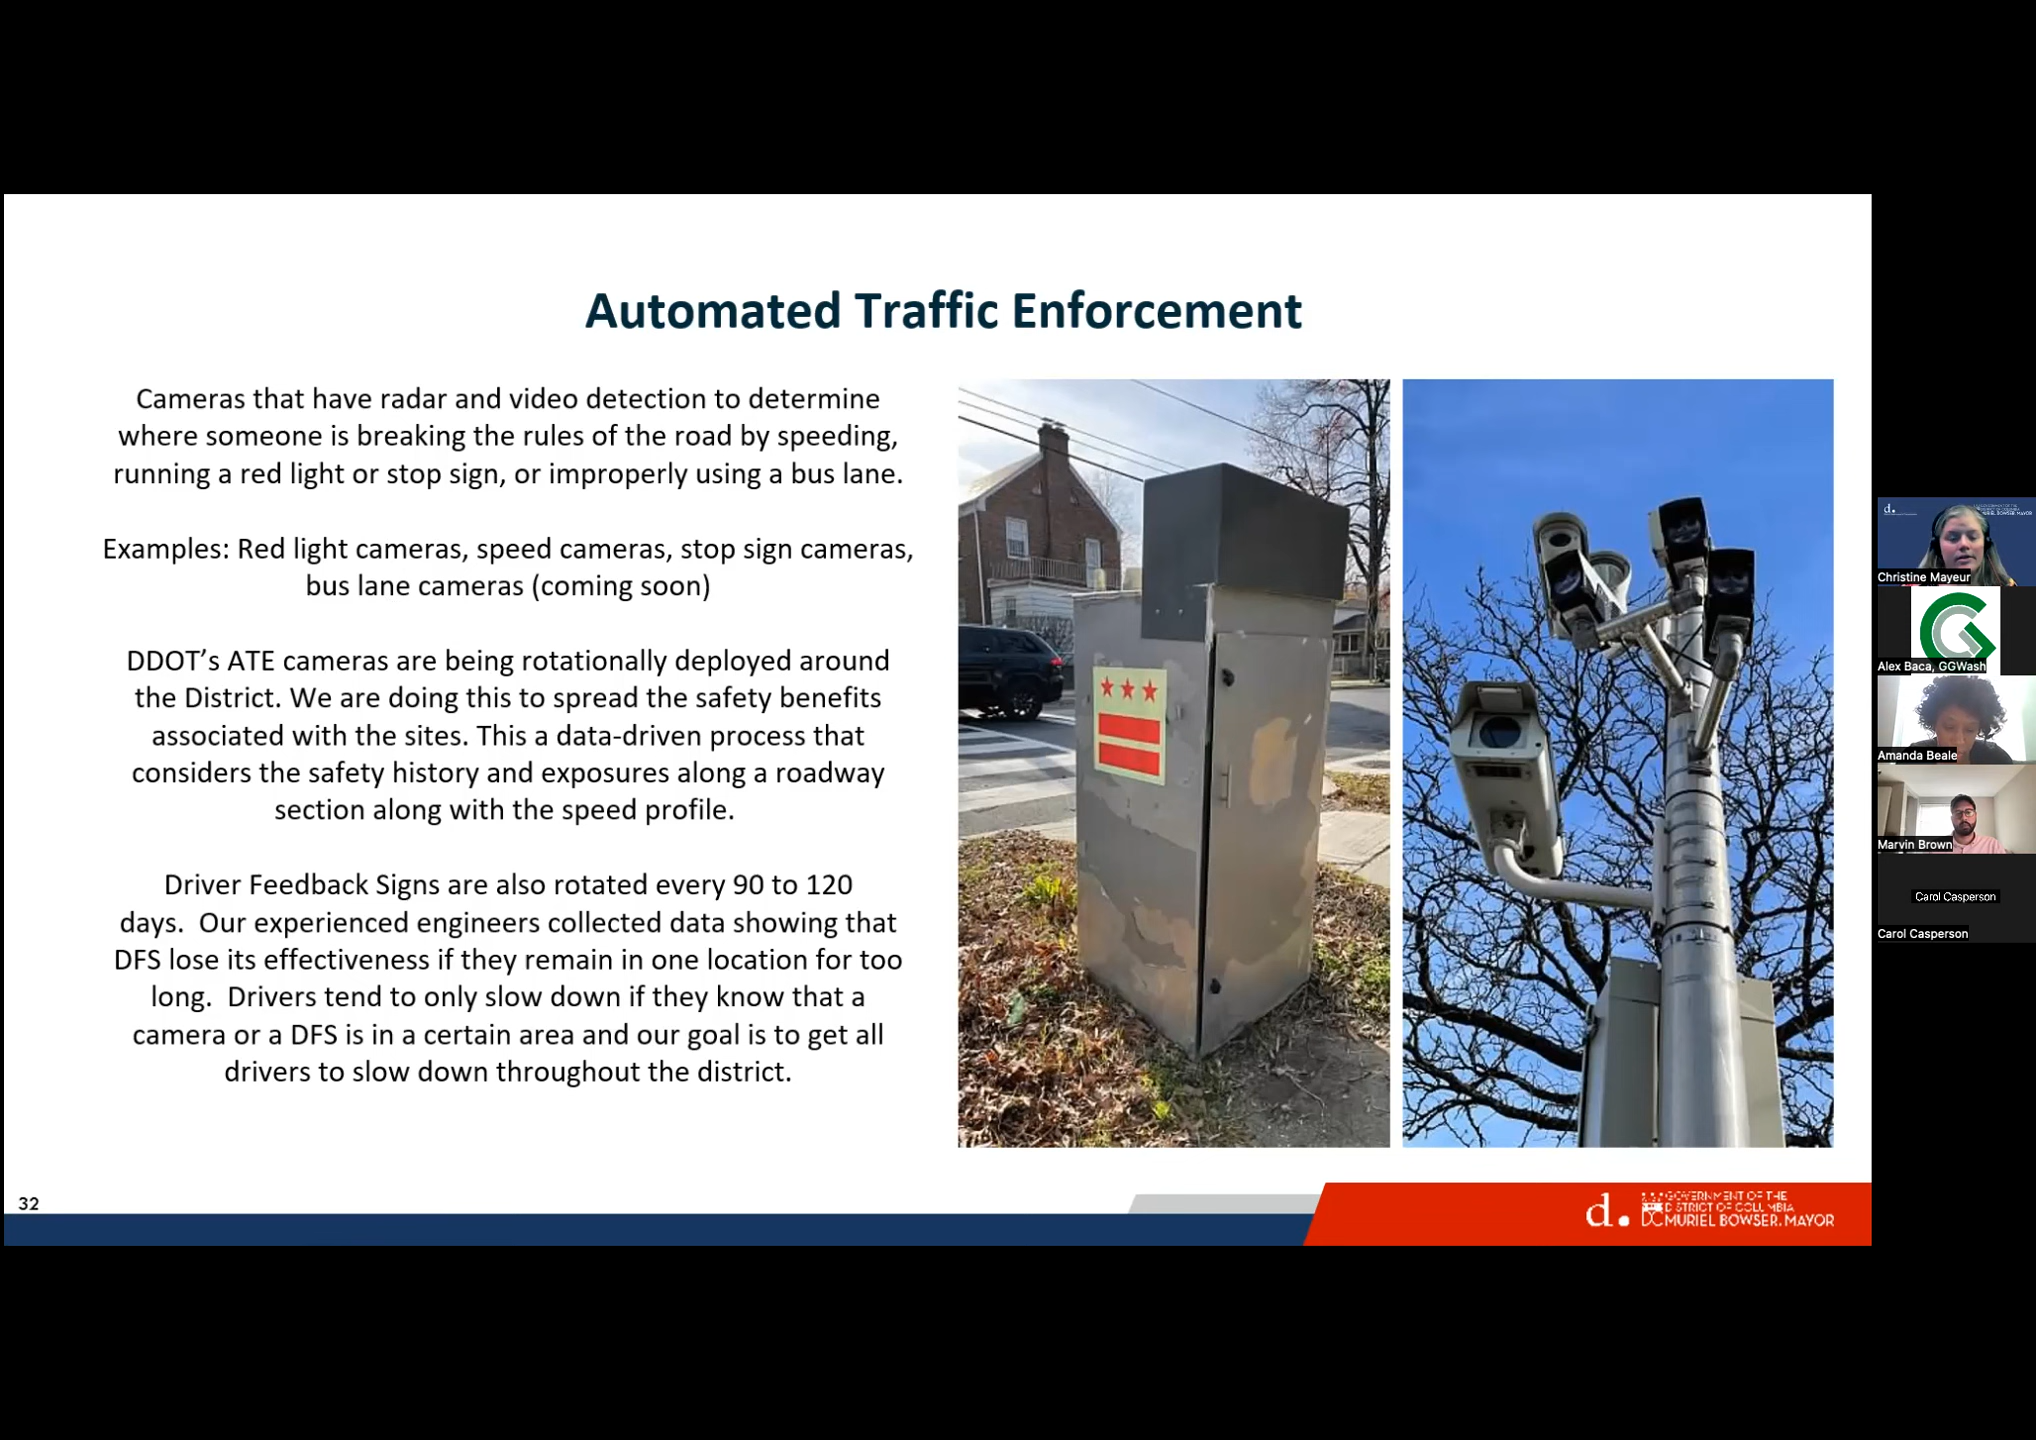 Automated Traffic Enforcement
Cameras that have radar and video detection to determine
where someone is breaking the rules of the road by speeding,
running a red light or stop sign, or improperly using a bus lane.
Examples: Red light cameras, speed cameras, stop sign cameras,
bus lane cameras (coming soon)
DDOT’s ATE cameras are being rotationally deployed around
the District. We are doing this to spread the safety benefits
associated with the sites. This a data-driven process that
considers the safety history and exposures along a roadway
section along with the speed profile.
Driver Feedback Signs are also rotated every 90 to 120
days.  Our experienced engineers collected data showing that
DFS lose its effectiveness if they remain in one location for too
long.  Drivers tend to only slow down if they know that a
camera or a DFS is in a certain area and our goal is to get all
drivers to slow down throughout the district.
32
d.
GOVERNMENT OF THE
DISTRICT OF COLUMBIA
DC MURIEL BOWSER, MAYOR
d.
Christine Mayeur
Alex Baca, GGWash
Amanda Beale
Marvin Brown
Carol Casperson
Carol Casperson